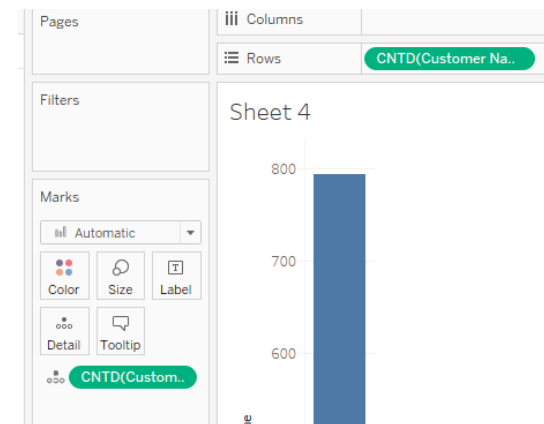 Pages
Columns
Rows
CNTD(Customer Na..
Filters
Sheet 4
800
Marks
Automatic
700
Color
Size
T
Label
Detail
Tooltip
600
CNTD(Custom..